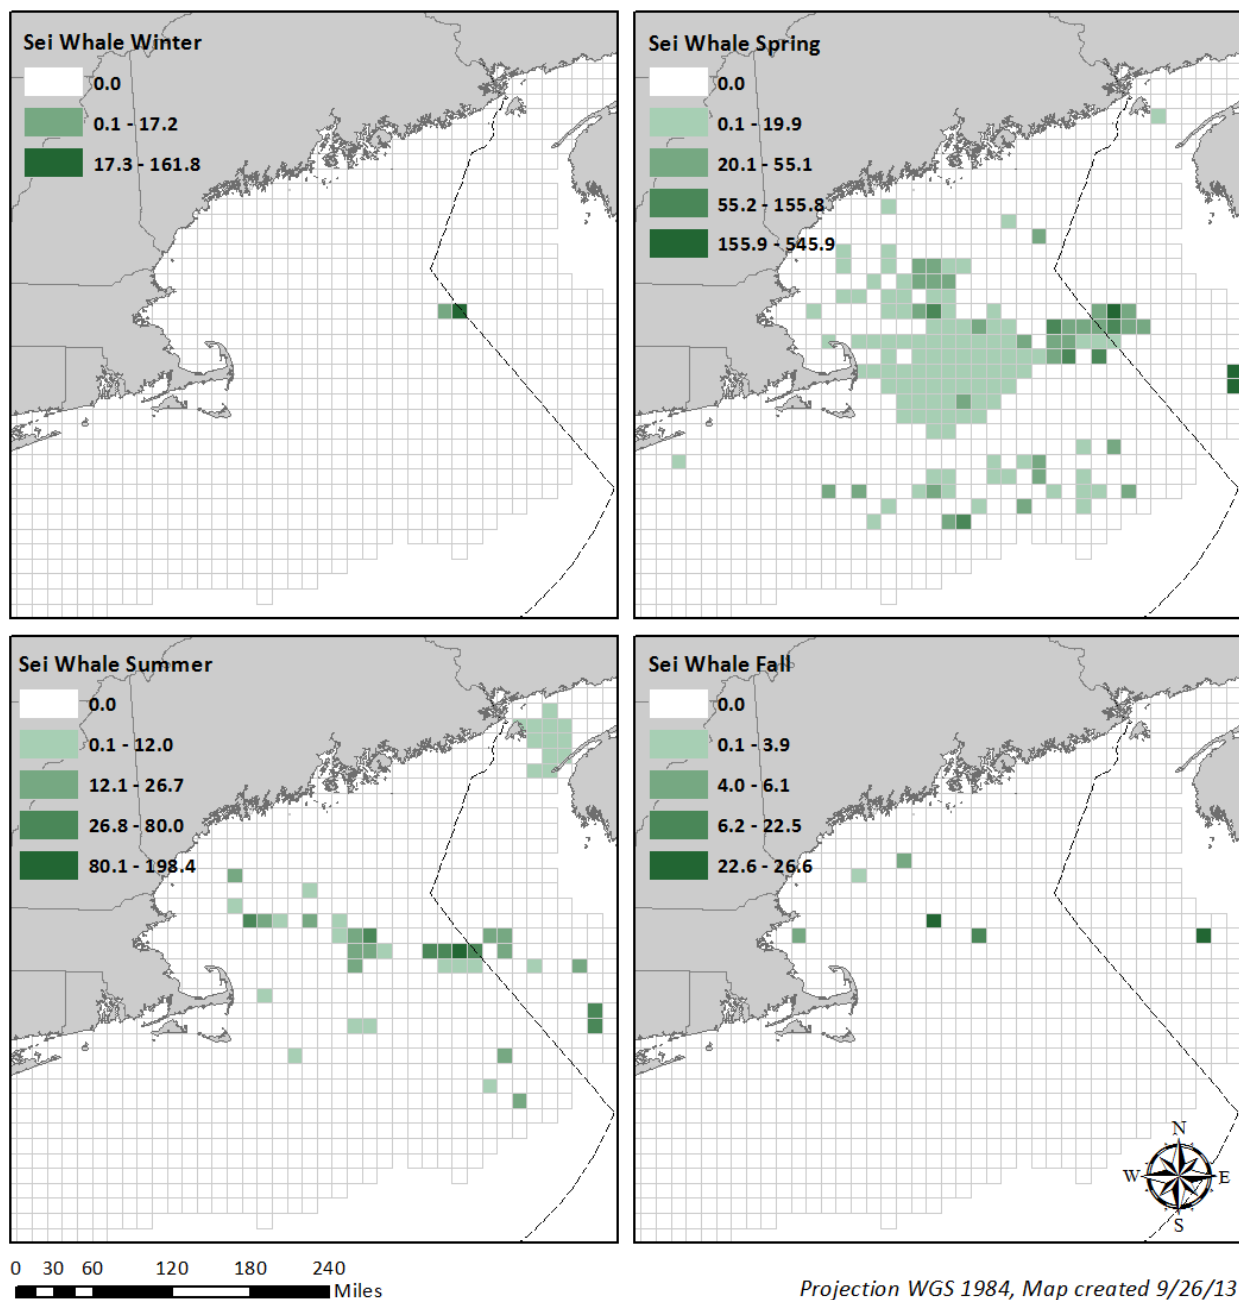 Sei Whale Winter
0.0
0.1 - 17.2
17.3 - 161.8
Sei Whale Spring
0.0
0.1 - 19.9
20.1 - 55.1
55.2 - 155.8
155.9 - 545.9
Sei Whale Summer
0.0
0.1 - 12.0
12.1 - 26.7
26.8 - 80.0
80.1 - 198.4
Sei Whale Fall
0.0
0.1 - 3.9
4.0 - 6.1
6.2 - 22.5
22.6 - 26.6
N
W E
S
0 30 60 120 180 240
Miles
Projection WGS 1984, Map created 9/26/13